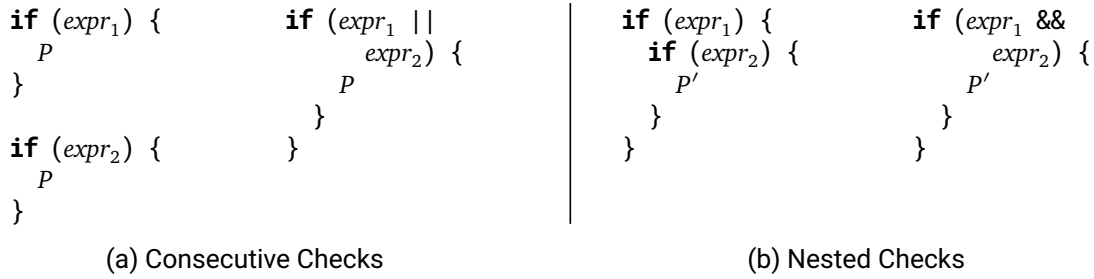 if (expr₁) {
P
}
if (expr₂) {
P
}
if (expr₁ ||
expr₂) {
P
}
}
(a) Consecutive Checks
if (expr₁) {
if (expr₂) {
P′
}
}
if (expr₁ &&
expr₂) {
P′
}
}
(b) Nested Checks